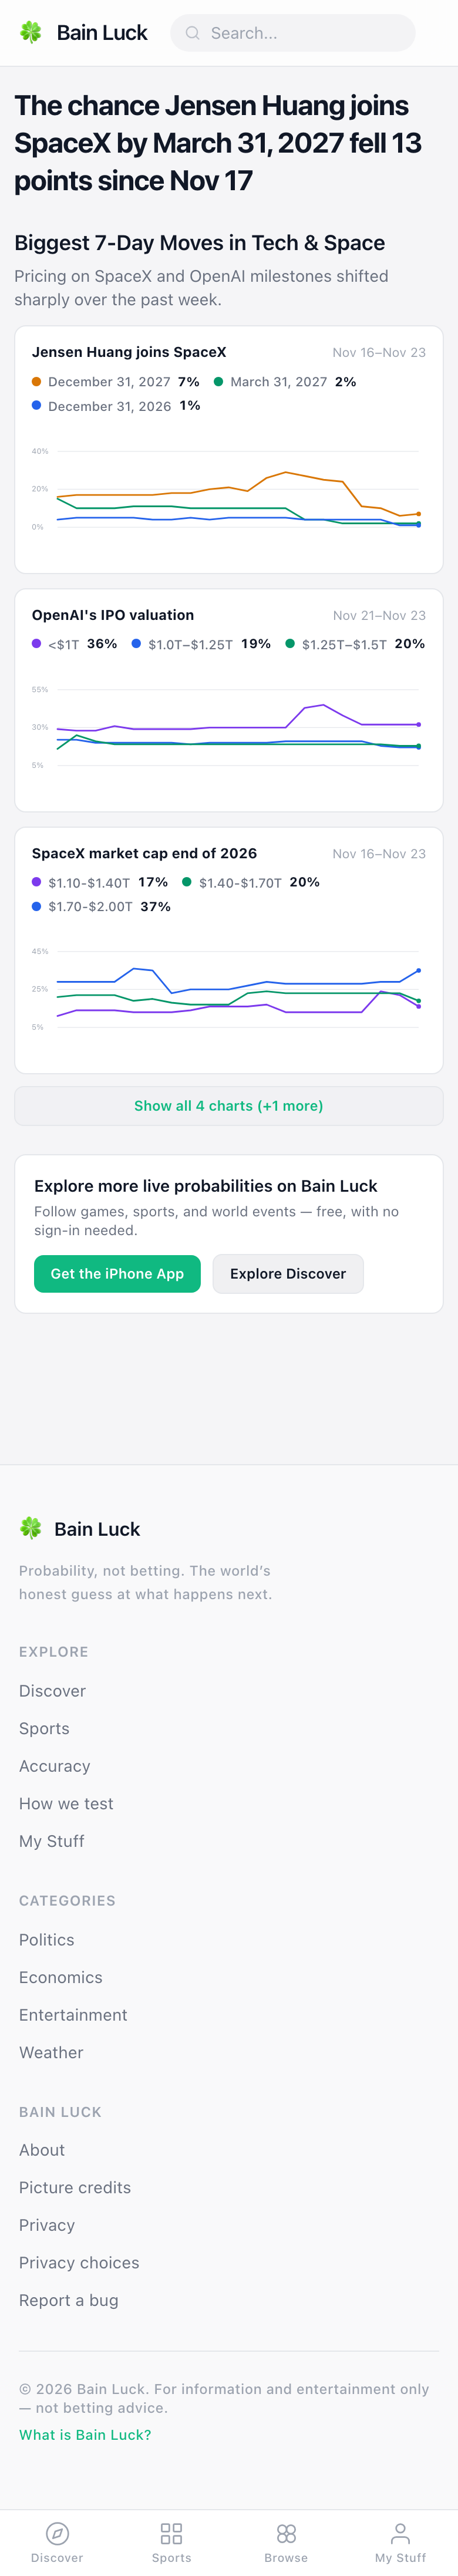 Bain Luck
Search...
The chance Jensen Huang joins
SpaceX by March 31, 2027 fell 13
points since Nov 17
Biggest 7-Day Moves in Tech & Space
Pricing on SpaceX and OpenAI milestones shifted
sharply over the past week.
Jensen Huang joins SpaceX
Nov 16–Nov 23
December 31, 2027 7% March 31, 2027 2%
December 31, 2026 1%
40%
20%
0%
OpenAI's IPO valuation
Nov 21–Nov 23
<$1T 36% $1.0T–$1.25T 19% $1.25T–$1.5T 20%
55%
30%
5%
SpaceX market cap end of 2026
Nov 16–Nov 23
$1.10-$1.40T 17% $1.40-$1.70T 20%
$1.70-$2.00T 37%
45%
25%
5%
Show all 4 charts (+1 more)
Explore more live probabilities on Bain Luck
Follow games, sports, and world events — free, with no
sign-in needed.
Get the iPhone App
Explore Discover
Bain Luck
Probability, not betting. The world's
honest guess at what happens next.
EXPLORE
Discover
Sports
Accuracy
How we test
My Stuff
CATEGORIES
Politics
Economics
Entertainment
Weather
BAIN LUCK
About
Picture credits
Privacy
Privacy choices
Report a bug
© 2026 Bain Luck. For information and entertainment only
— not betting advice.
What is Bain Luck?
Discover
Sports
Browse
My Stuff